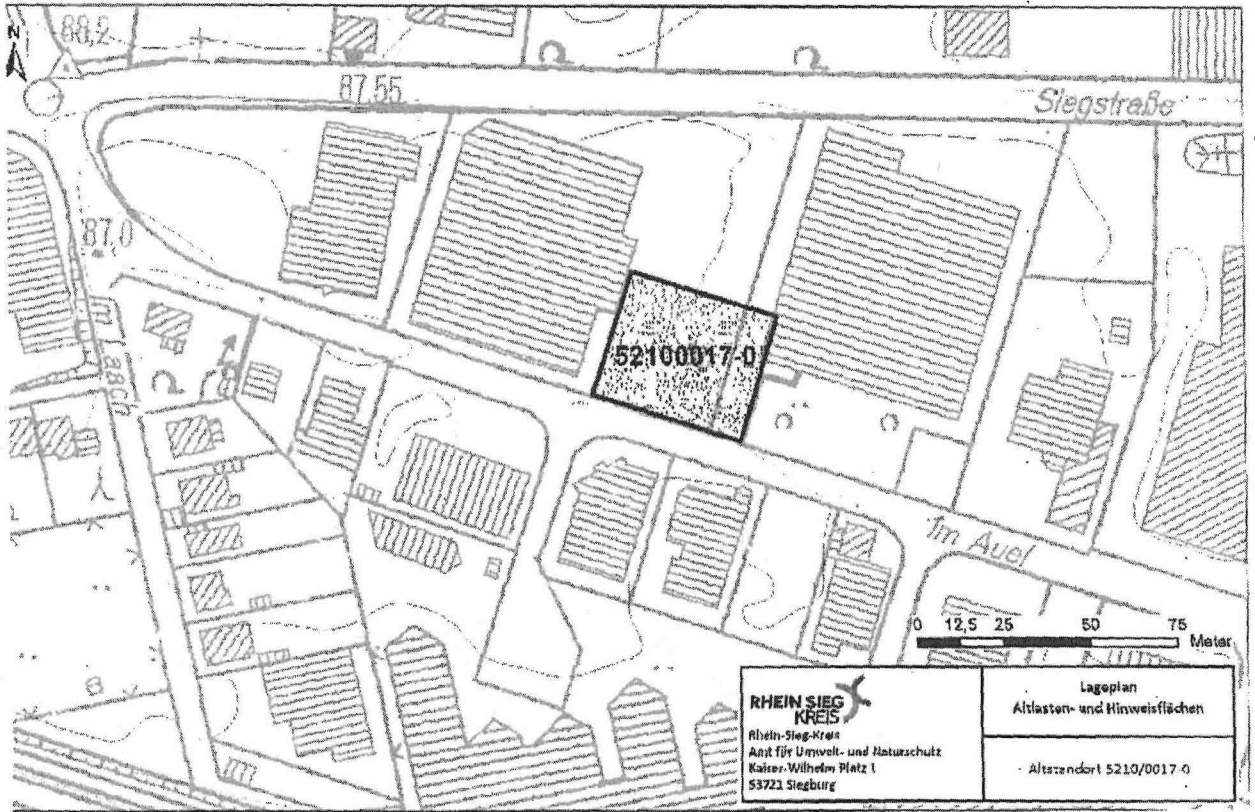 N
88,2
87,55
Siegstraße
87,0
52100017-0
Im Auel
0 12,5 25 50 75
Meter
RHEIN SIEG
KREIS
Rhein-Sieg-Kreis
Amt für Umwelt- und Naturschutz
Kaiser-Wilhelm Platz 1
53721 Siegburg
Lageplan
Altlasten- und Hinweisflächen
- Altstandort 5210/0017-0